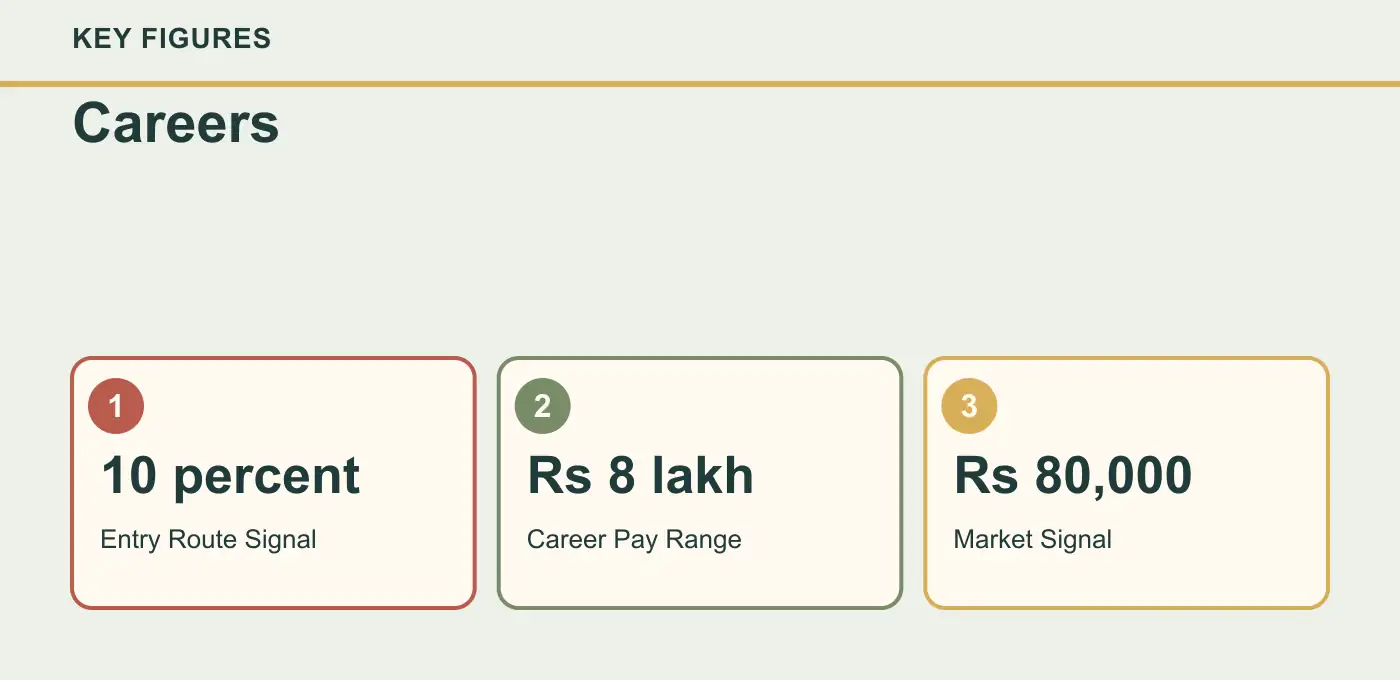 KEY FIGURES
Careers
1
10 percent
Entry Route Signal
2
Rs 8 lakh
Career Pay Range
3
Rs 80,000
Market Signal